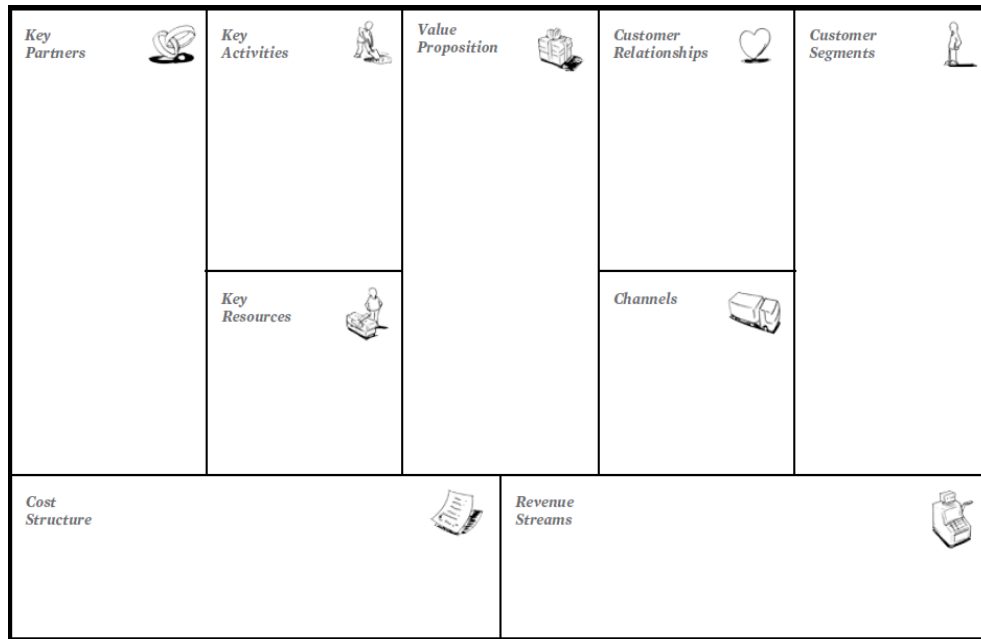 Key
Partners
Key
Activities
Value
Proposition
Customer
Relationships
Customer
Segments
Key
Resources
Channels
Cost
Structure
Revenue
Streams